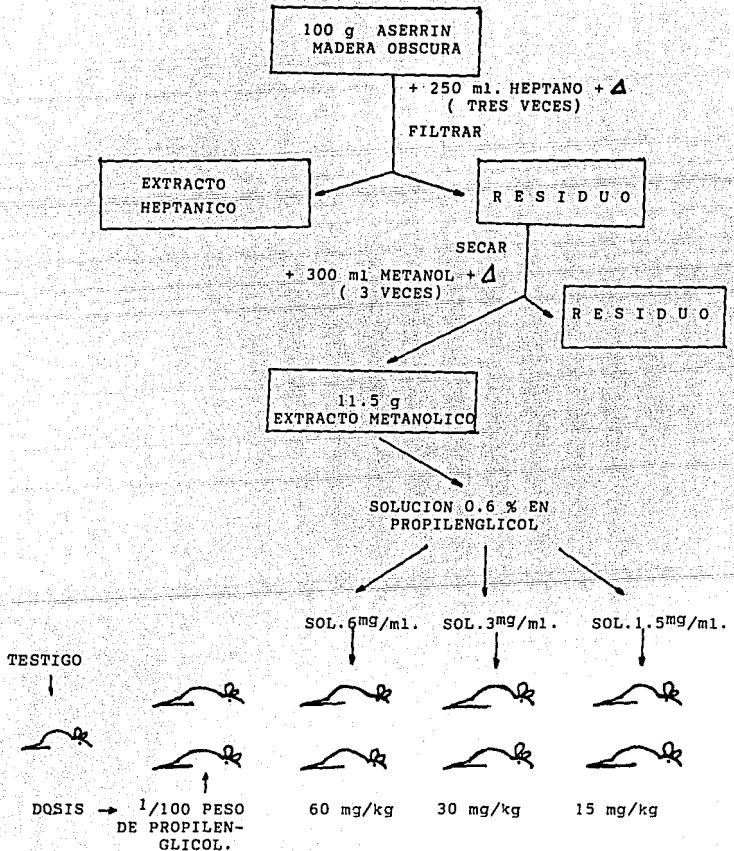 100 g ASERRIN
MADERA OBSCURA
+ 250 ml. HEPTANO + Δ
( TRES VECES)
FILTRAR
EXTRACTO
HEPTANICO
R E S I D U O
SECAR
+ 300 ml METANOL + Δ
( 3 VECES)
R E S I D U O
11.5 g
EXTRACTO METANOLICO
SOLUCION 0.6 % EN
PROPILENGLICOL
SOL.6mg/ml. SOL.3mg/ml. SOL.1.5mg/ml.
TESTIGO
DOSIS → 1/100 PESO 60 mg/kg 30 mg/kg 15 mg/kg
DE PROPILEN-
GLICOL.